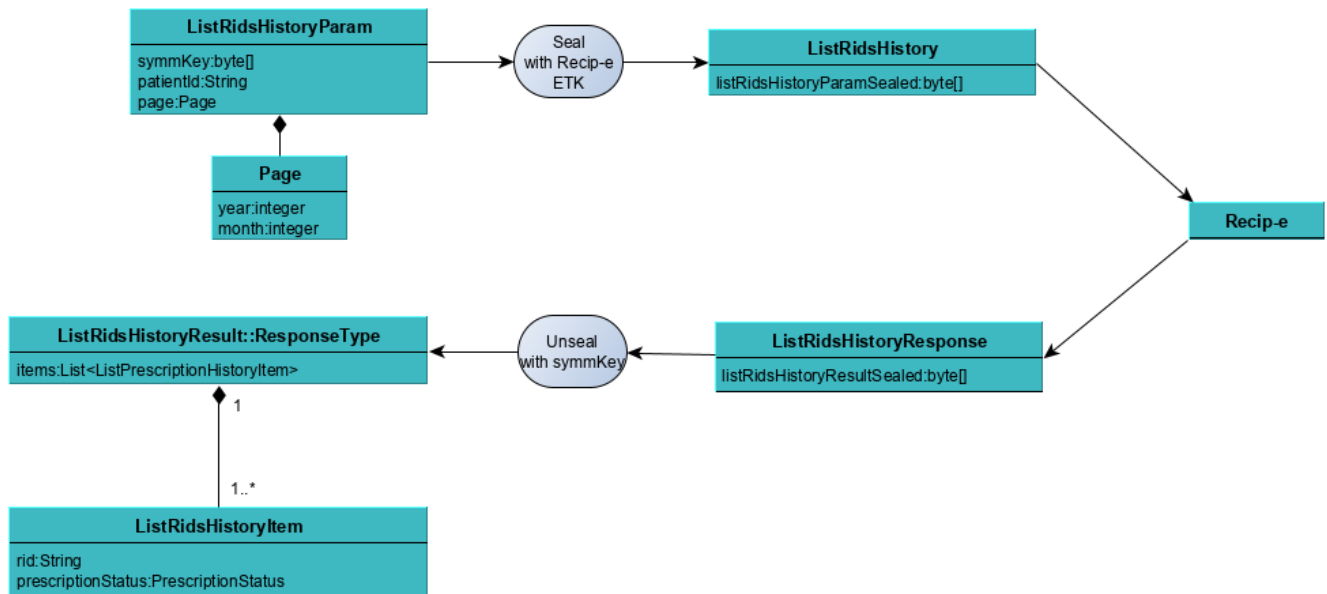 ListRidsHistoryParam
symmKey:byte[]
patientId:String
page:Page
Seal
with Recip-e
ETK
ListRidsHistory
listRidsHistoryParamSealed:byte[]
Page
year:integer
month:integer
Recip-e
ListRidsHistoryResult::ResponseType
items:List<ListPrescriptionHistoryItem>
Unseal
with symmKey
ListRidsHistoryResponse
listRidsHistoryResultSealed:byte[]
1
1..*
ListRidsHistoryItem
rid:String
prescriptionStatus:PrescriptionStatus